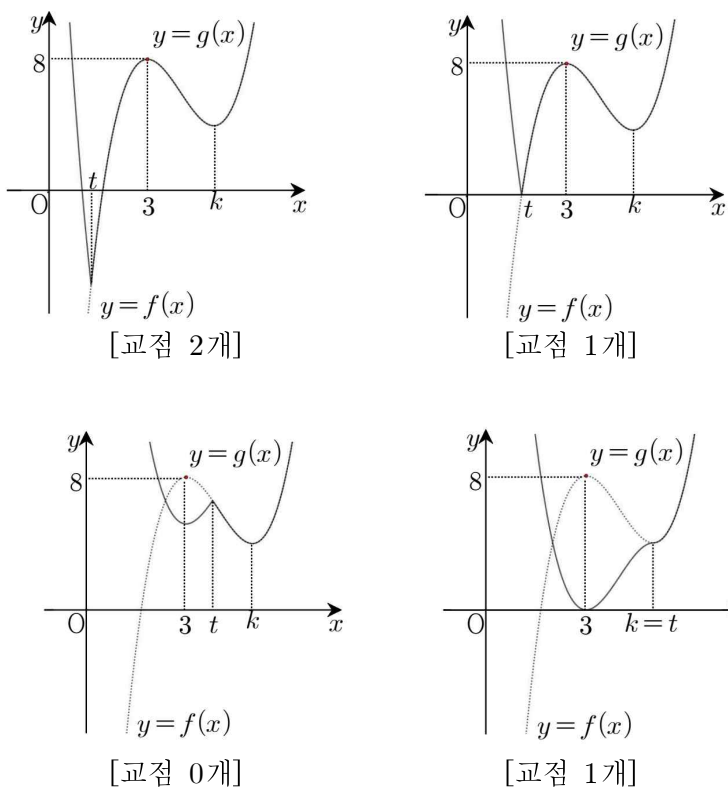 y
y = g(x)
8
t
O
3
k
x
y = f(x)
[교점 2개]
y
y = g(x)
8
O
t
3
k
x
y = f(x)
[교점 1개]
y
y = g(x)
8
O
3
t
k
x
y = f(x)
[교점 0개]
y
y = g(x)
8
O
3
k = t
y = f(x)
[교점 1개]